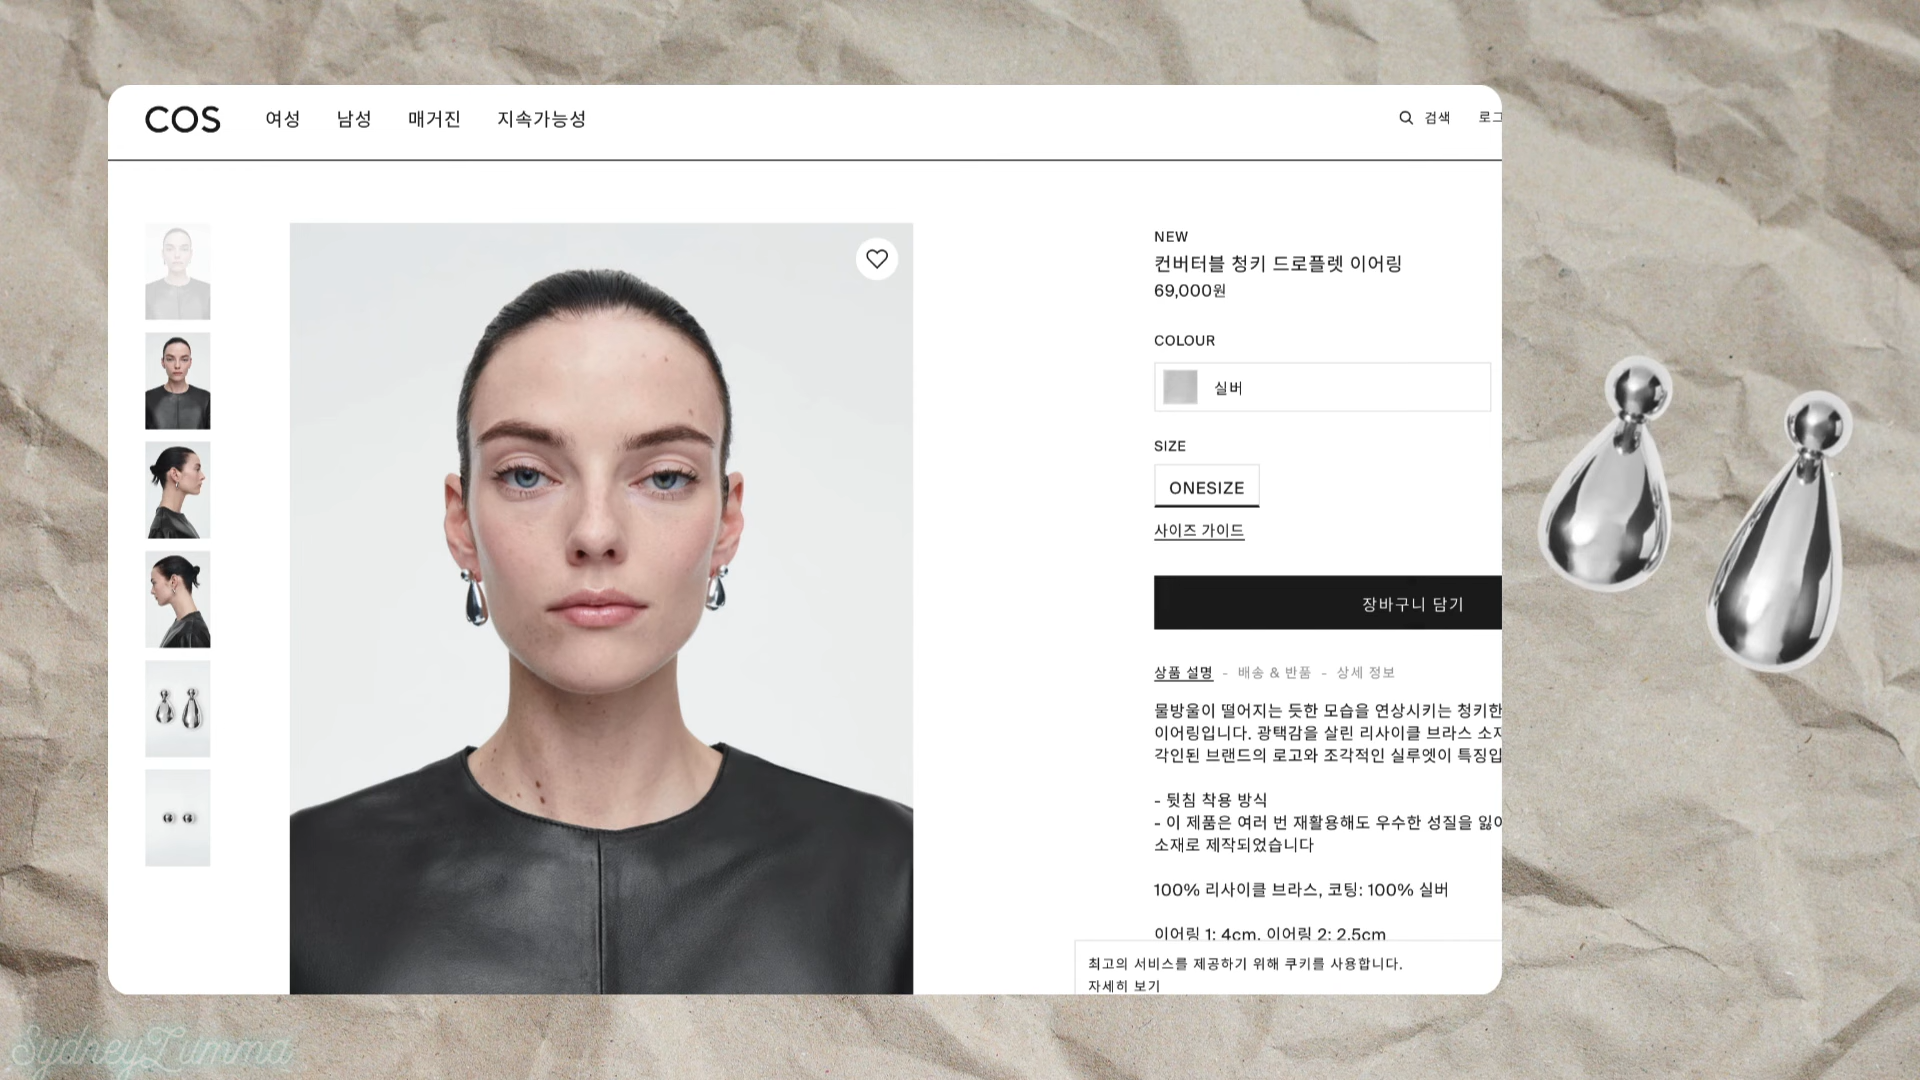 COS
여성
남성
매거진
지속가능성
검색
로그
NEW
컨버터블 청키 드로플렛 이어링
69,000원
COLOUR
실버
SIZE
ONESIZE
사이즈 가이드
장바구니 담기
상품 설명 - 배송 & 반품 - 상세 정보
물방울이 떨어지는 듯한 모습을 연상시키는 청키한
이어링입니다. 광택감을 살린 리사이클 브라스 소재
각인된 브랜드의 로고와 조각적인 실루엣이 특징입
- 뒷침 착용 방식
- 이 제품은 여러 번 재활용해도 우수한 성질을 잃어
소재로 제작되었습니다
100% 리사이클 브라스, 코팅: 100% 실버
이어링 1: 4cm, 이어링 2: 2.5cm
최고의 서비스를 제공하기 위해 쿠키를 사용합니다.
자세히 보기
SydneyLumma